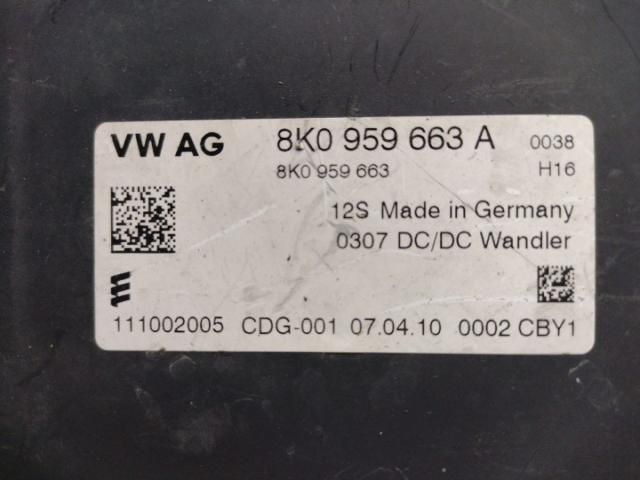 VW AG 8K0 959 663 A 0038
8K0 959 663 H16
12S Made in Germany
0307 DC/DC Wandler
111002005 CDG-001 07.04.10 0002 CBY1